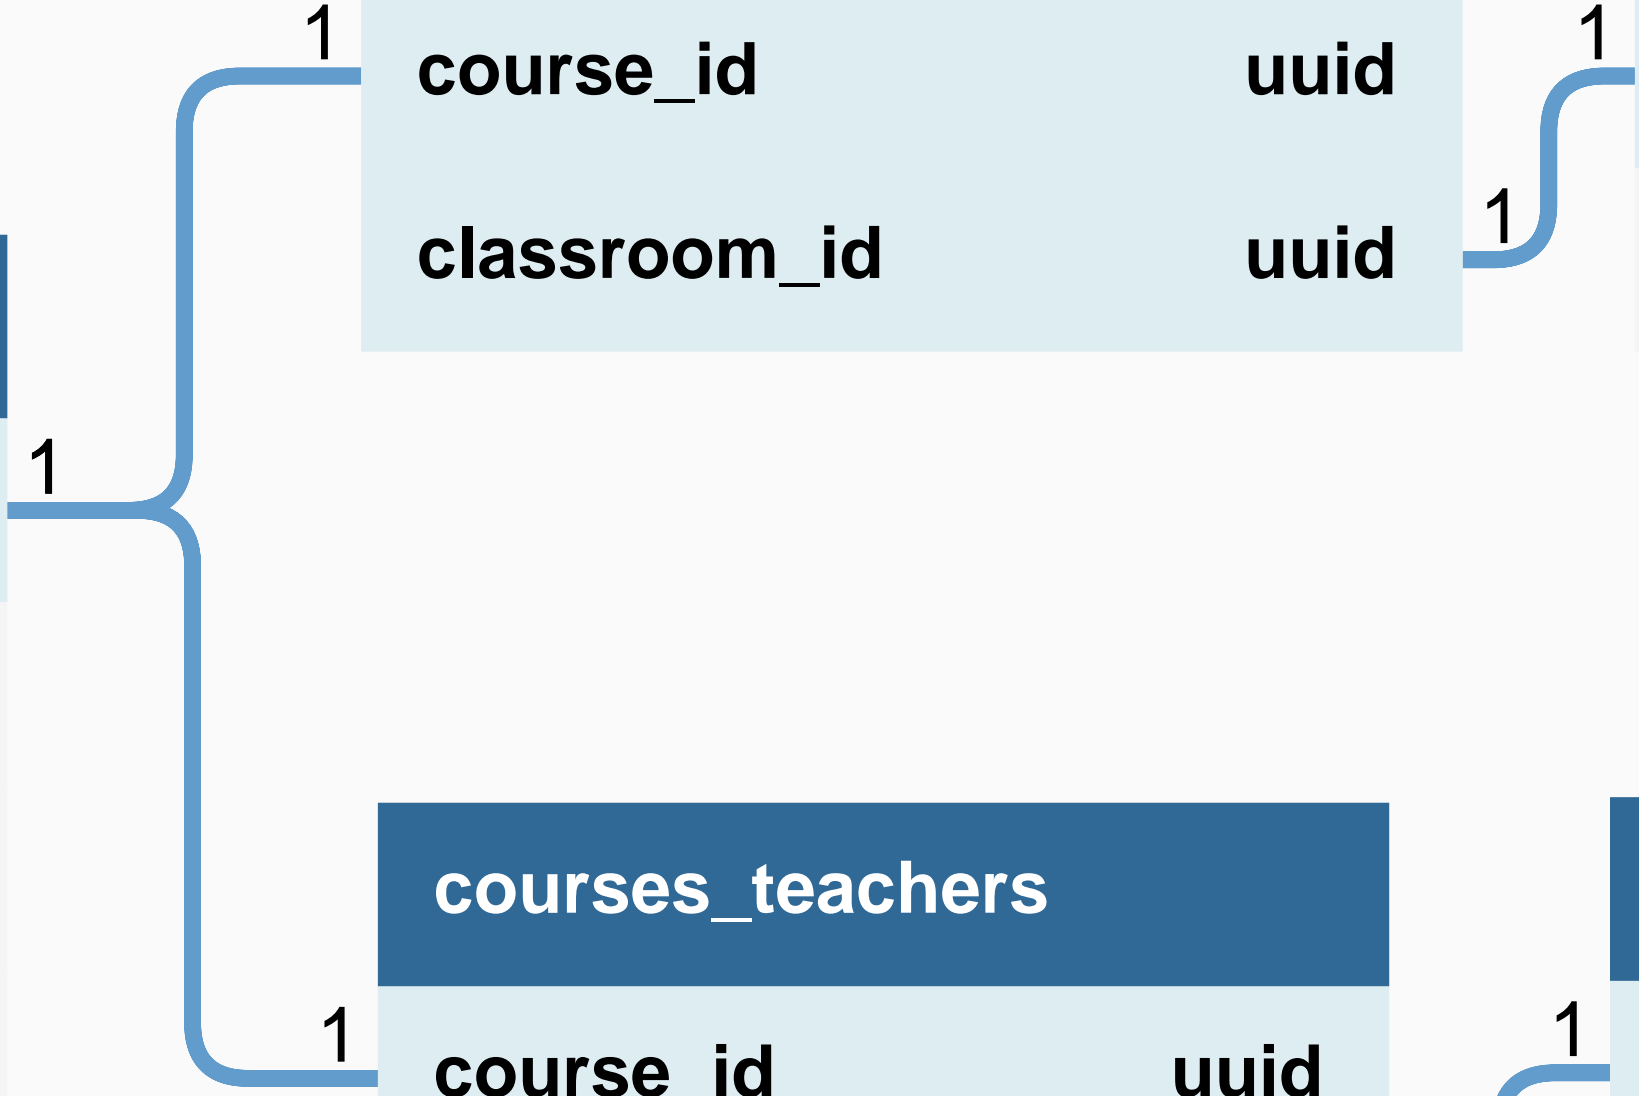 1 course_id uuid 1
classroom_id uuid 1
1
courses_teachers
1 course_id uuid 1